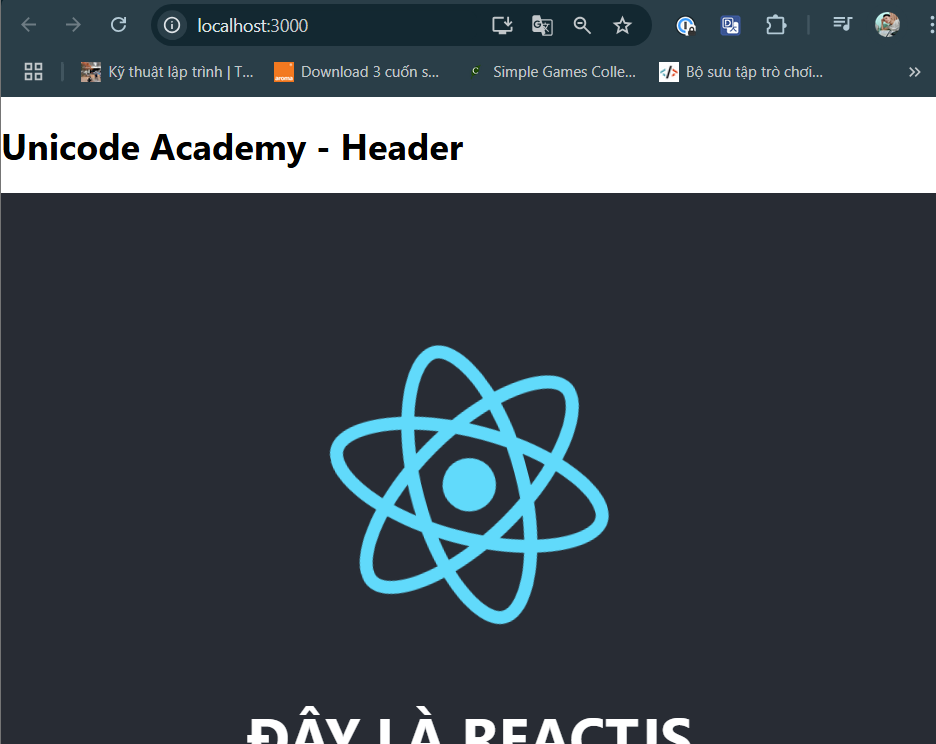 localhost:3000
Kỹ thuật lập trình | T...
Download 3 cuốn s...
Simple Games Colle...
Bộ sưu tập trò chơi...
Unicode Academy - Header
ĐÂY LÀ REACTJS